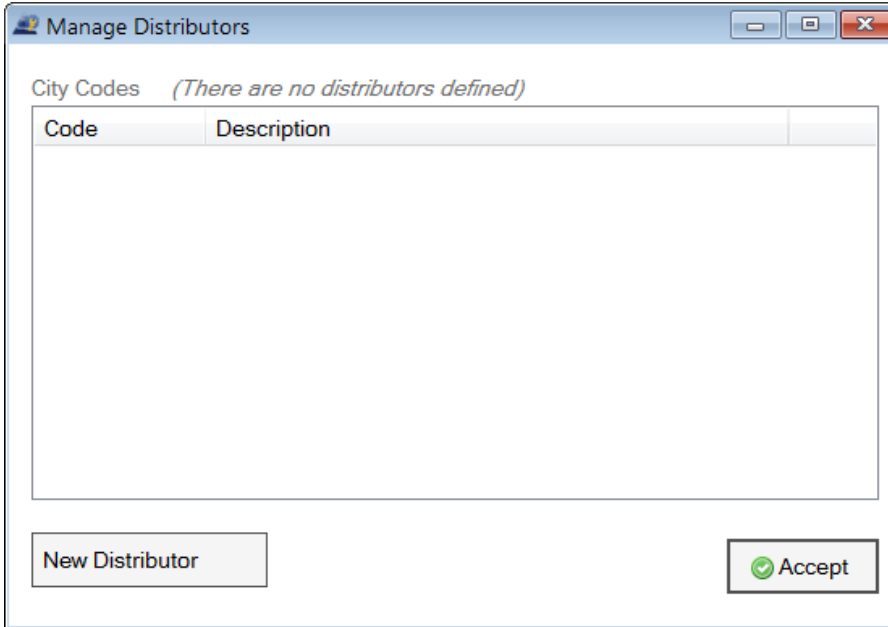 Manage Distributors
City Codes (There are no distributors defined)
Code Description
New Distributor
Accept